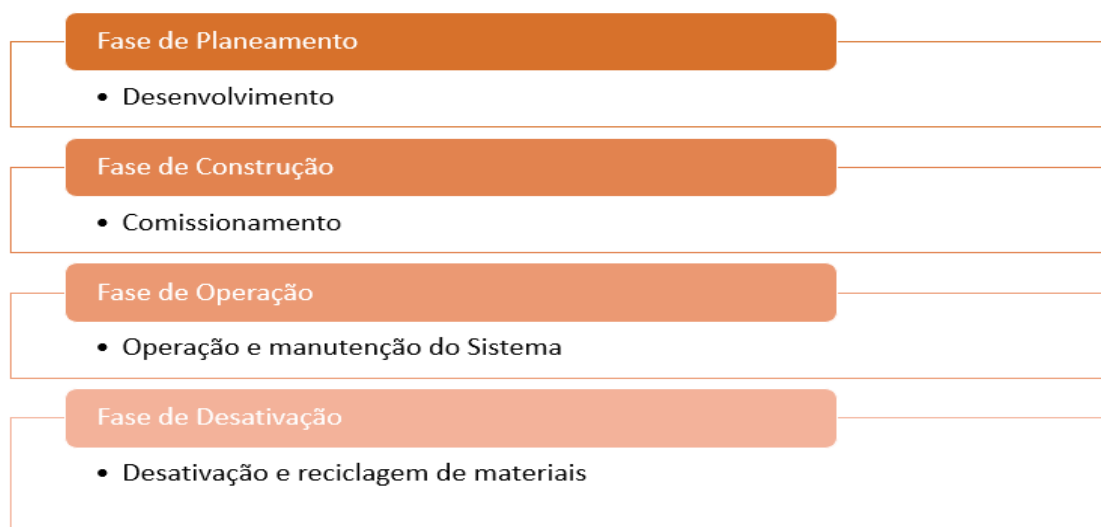 Fase de Planeamento
• Desenvolvimento
Fase de Construção
• Comissionamento
Fase de Operação
• Operação e manutenção do Sistema
Fase de Desativação
• Desativação e reciclagem de materiais